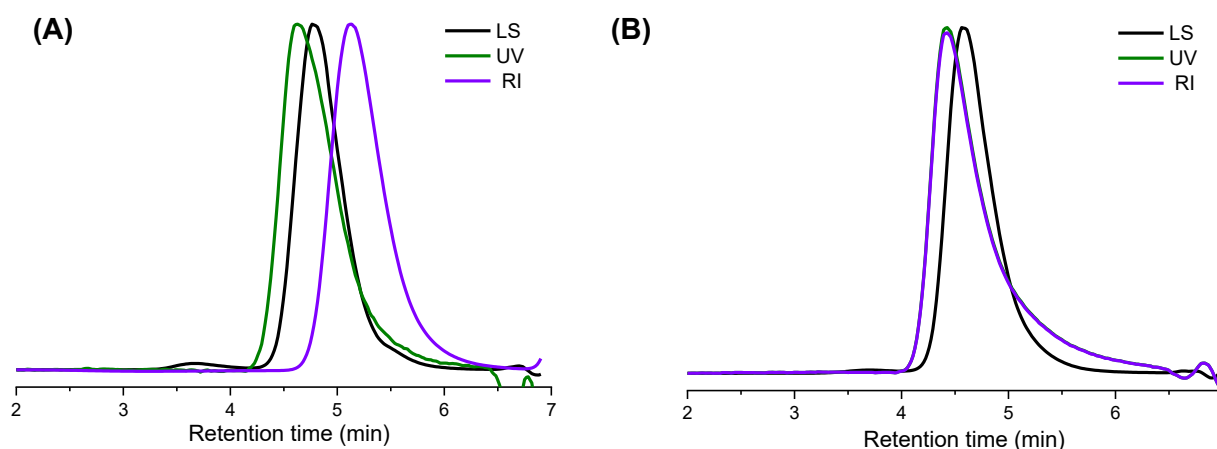 (A)
LS
UV
RI
2 3 4 5 6 7
Retention time (min)
(B)
LS
UV
RI
2 3 4 5 6
Retention time (min)